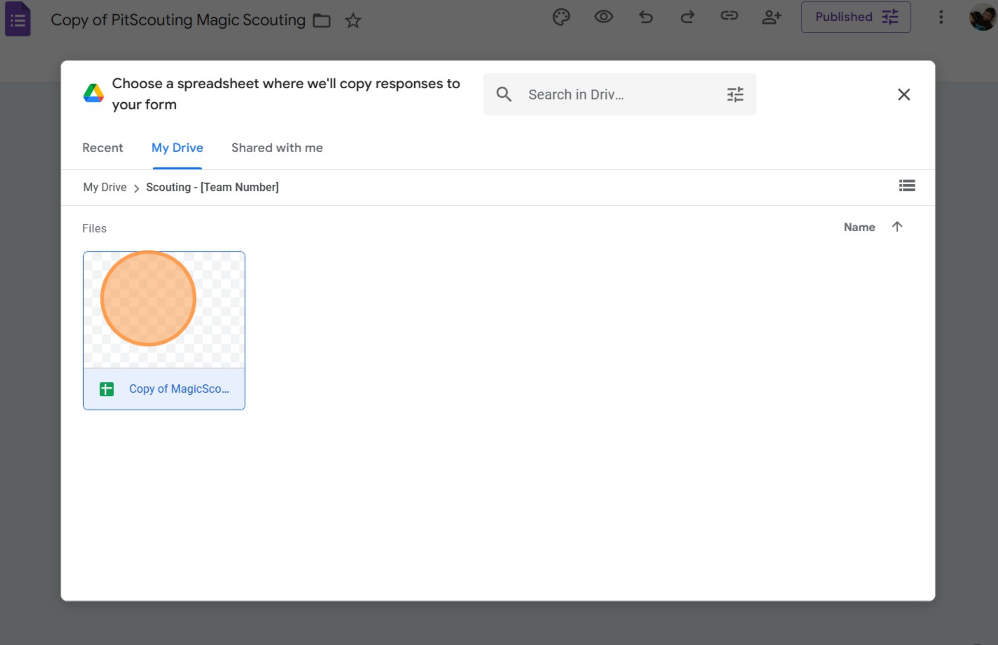 Copy of PitScouting Magic Scouting
Published
Choose a spreadsheet where we'll copy responses to
your form
Search in Driv...
Recent
My Drive
Shared with me
My Drive
Scouting - [Team Number]
Files
Name
Copy of MagicSco...